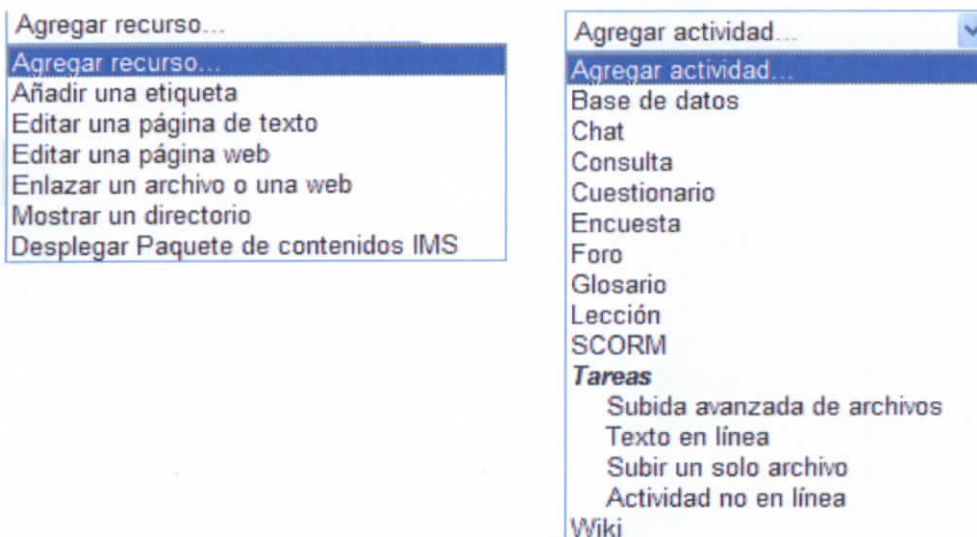 Agregar recurso...
Agregar recurso...
Añadir una etiqueta
Editar una página de texto
Editar una página web
Enlazar un archivo o una web
Mostrar un directorio
Desplegar Paquete de contenidos IMS
Agregar actividad...
Agregar actividad...
Base de datos
Chat
Consulta
Cuestionario
Encuesta
Foro
Glosario
Lección
SCORM
Tareas
Subida avanzada de archivos
Texto en línea
Subir un solo archivo
Actividad no en línea
Wiki